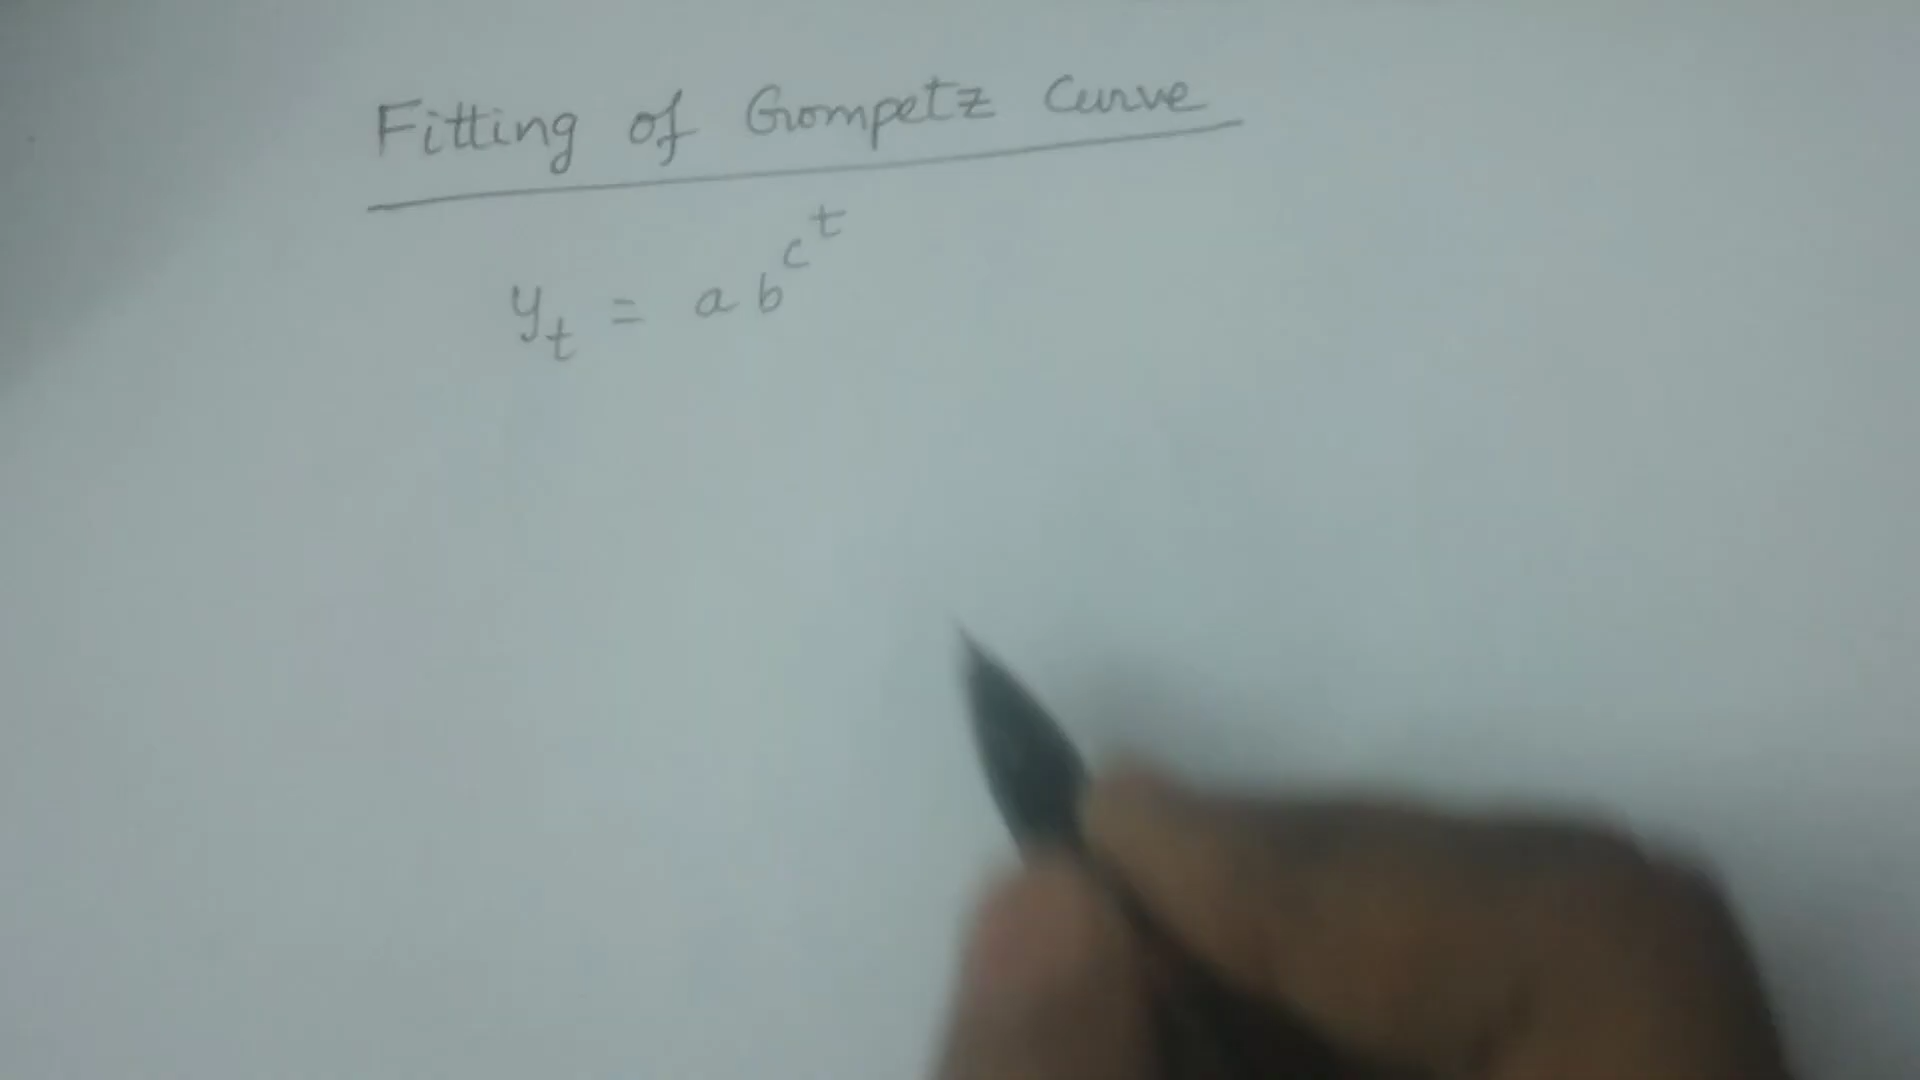 Fitting of Gompetz Curve
y_t = a b^{c^t}